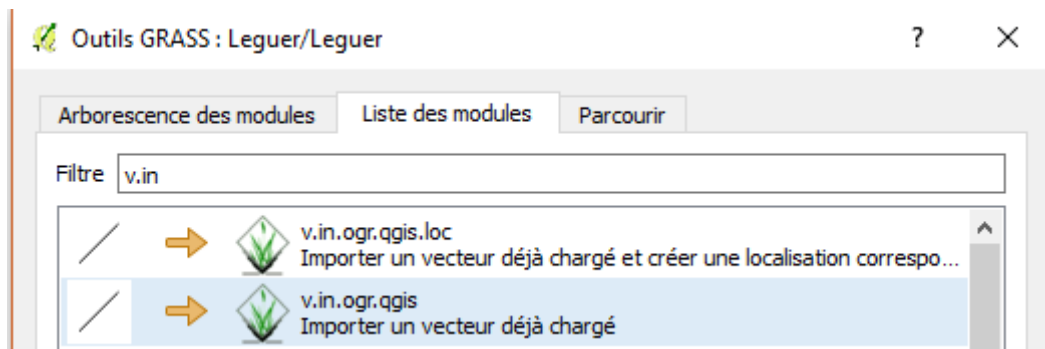 Outils GRASS : Leguer/Leguer ? ×
Arborescence des modules Liste des modules Parcourir
Filtre v.in
v.in.ogr.qgis.loc
Importer un vecteur déjà chargé et créer une localisation correspo...
v.in.ogr.qgis
Importer un vecteur déjà chargé